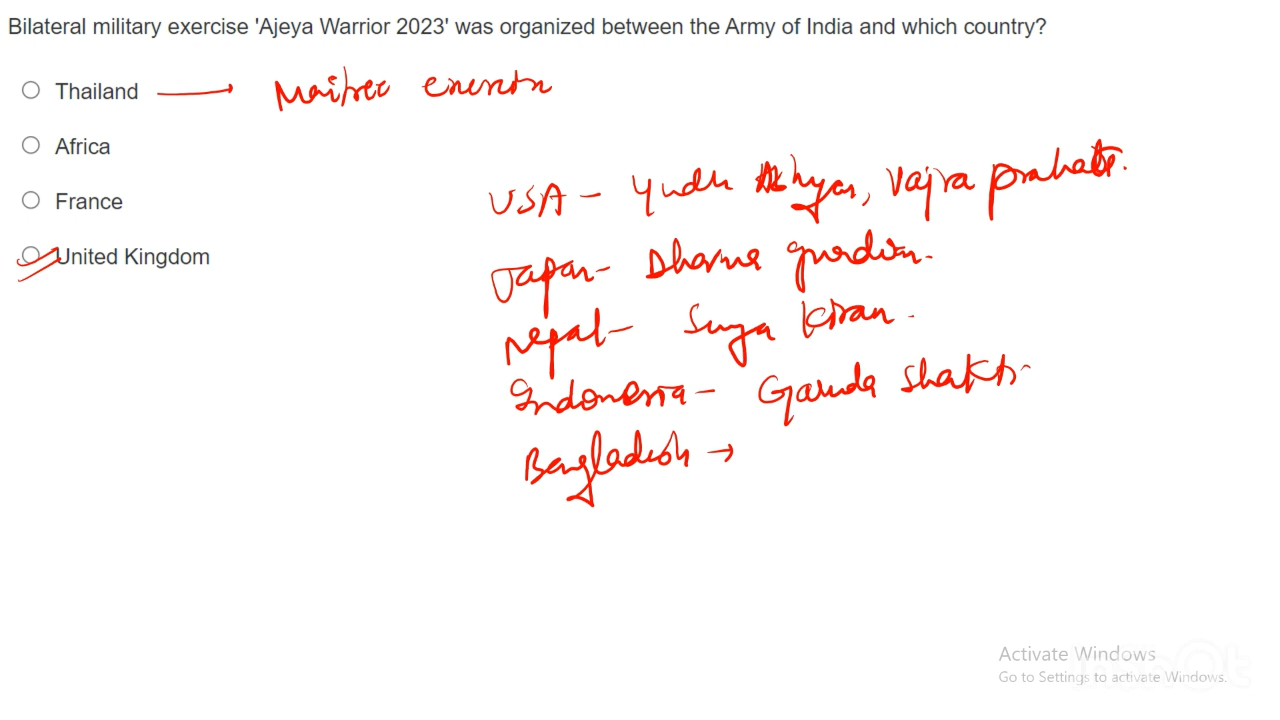 Bilateral military exercise 'Ajeya Warrior 2023' was organized between the Army of India and which country?
Thailand → Maitree
Africa
USA - Yudh Abhyas, Vajra prahar.
France
United Kingdom
Japan - Dharma guardian.
Nepal - Surya kiran.
Indonesia - Garuda shakti
Bangladesh →
Activate Windows
Go to Settings to activate Windows.